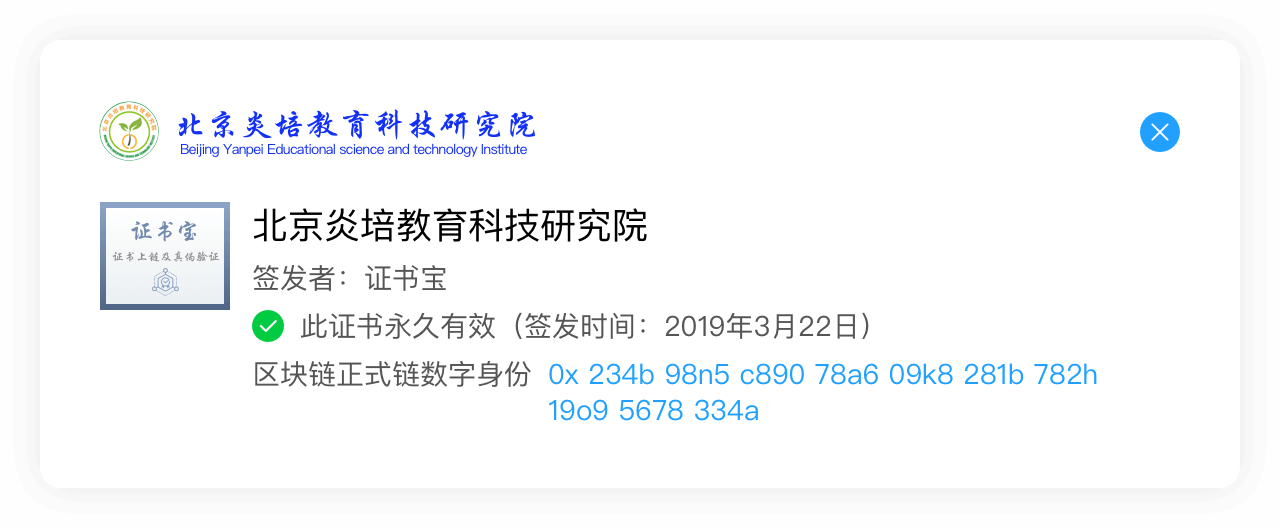 北京炎培教育科技研究院
Beijing Yanpei Educational science and technology Institute
证书宝
证书上链及真伪验证
北京炎培教育科技研究院
签发者：证书宝
此证书永久有效（签发时间：2019年3月22日）
区块链正式链数字身份 0x 234b 98n5 c890 78a6 09k8 281b 782h
19o9 5678 334a